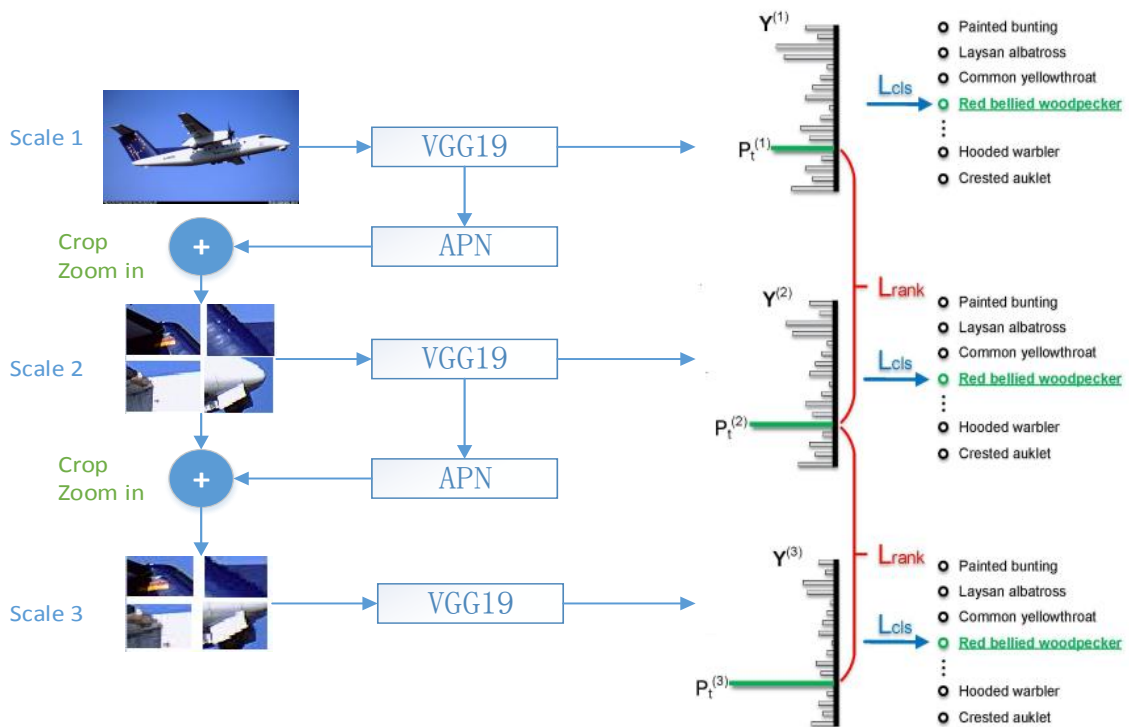 Scale 1
VGG19
APN
Crop
Zoom in
Y(1)
Pt(1)
Lcls
Painted bunting
Laysan albatross
Common yellowthroat
Red bellied woodpecker
Hooded warbler
Crested auklet
Lrank
Scale 2
VGG19
APN
Crop
Zoom in
Y(2)
Pt(2)
Lcls
Painted bunting
Laysan albatross
Common yellowthroat
Red bellied woodpecker
Hooded warbler
Crested auklet
Lrank
Scale 3
VGG19
Y(3)
Pt(3)
Lcls
Painted bunting
Laysan albatross
Common yellowthroat
Red bellied woodpecker
Hooded warbler
Crested auklet